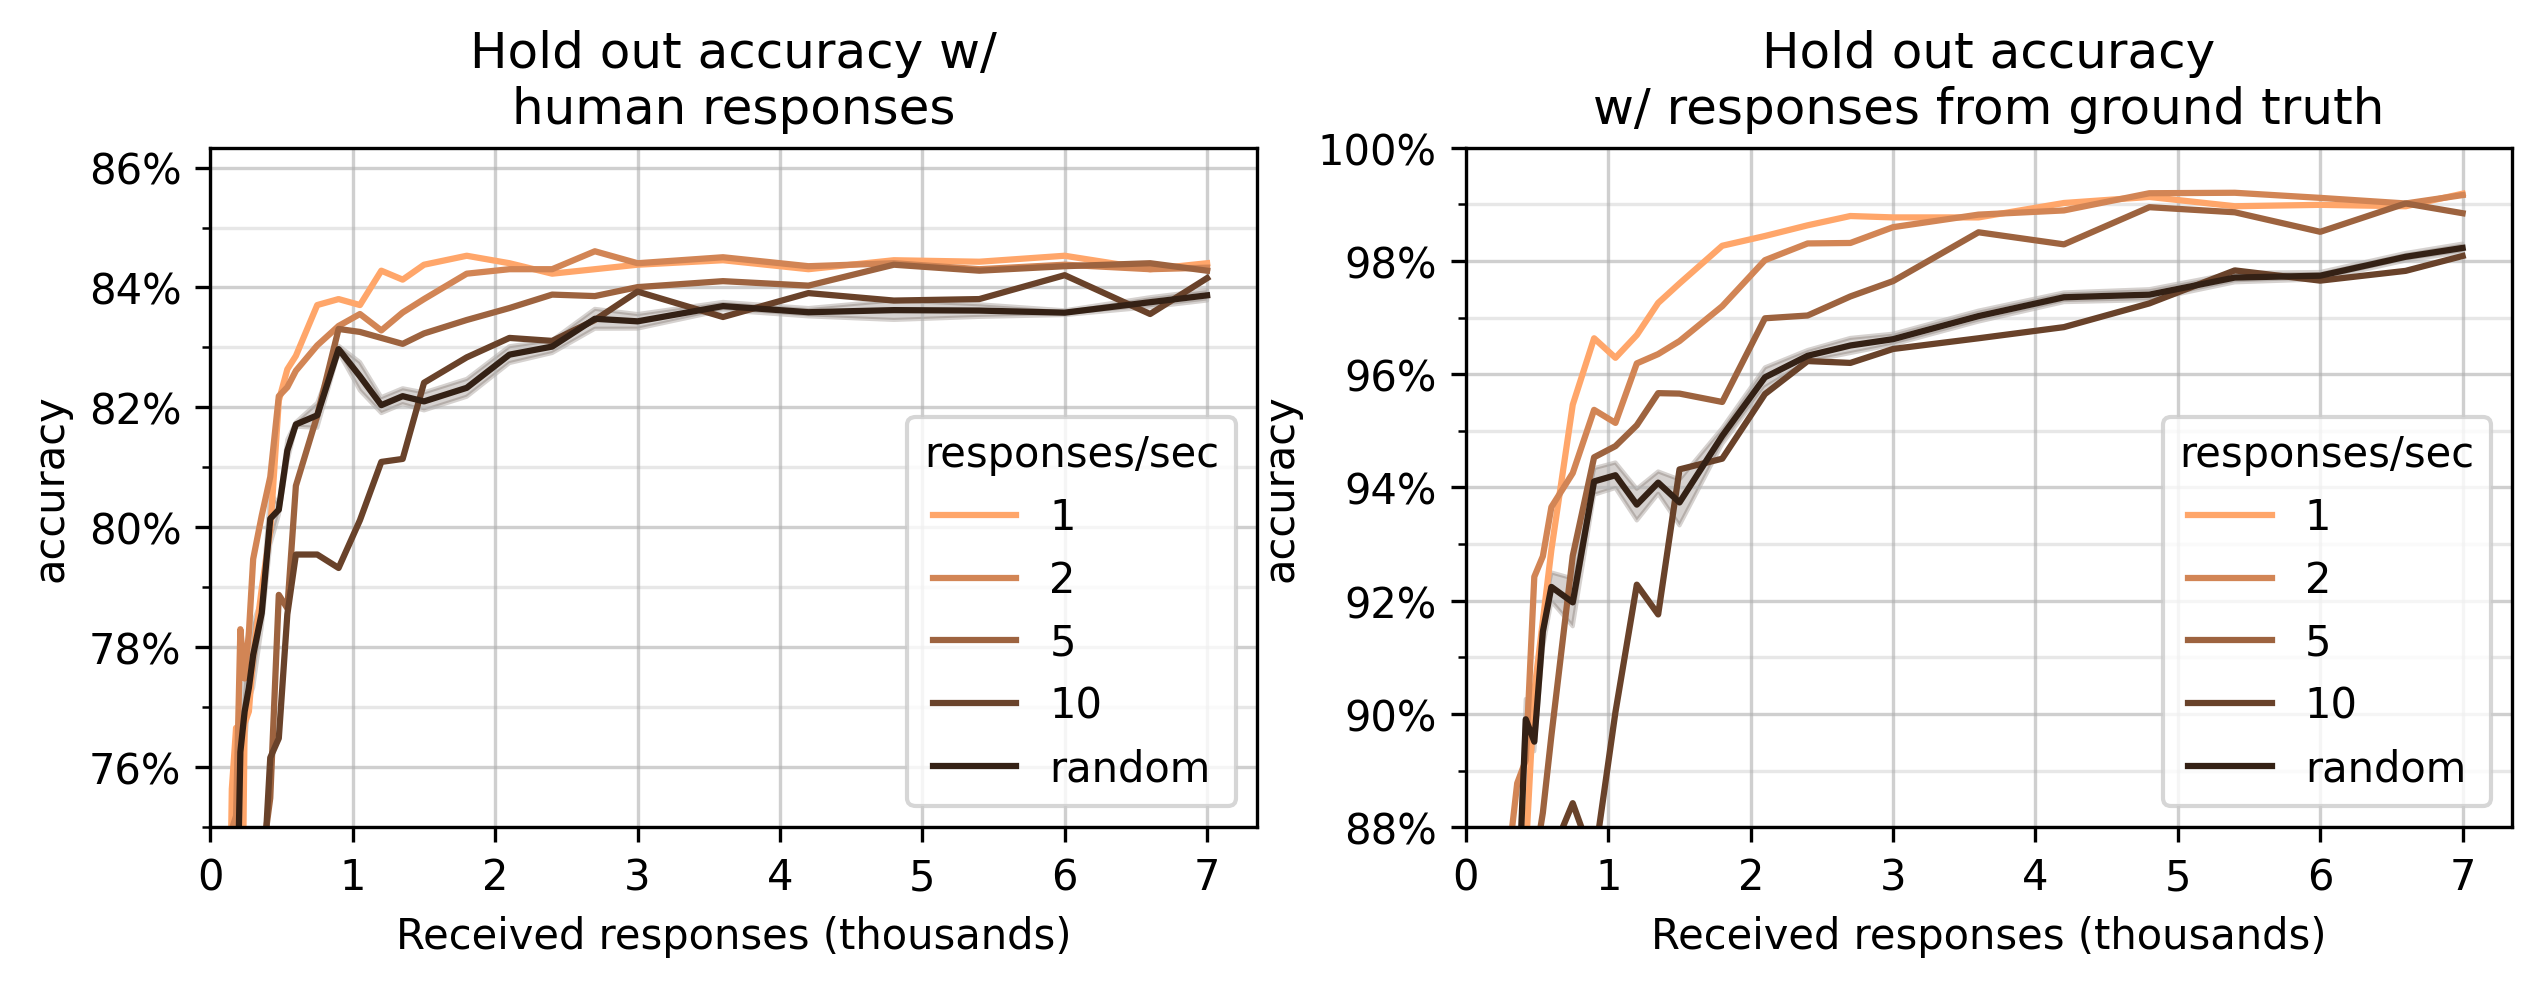 Hold out accuracy w/
human responses
86%
84%
82%
80%
78%
76%
accuracy
responses/sec
1
2
5
10
random
0 1 2 3 4 5 6 7
Received responses (thousands)
Hold out accuracy
w/ responses from ground truth
100%
98%
96%
94%
92%
90%
88%
accuracy
responses/sec
1
2
5
10
random
0 1 2 3 4 5 6 7
Received responses (thousands)